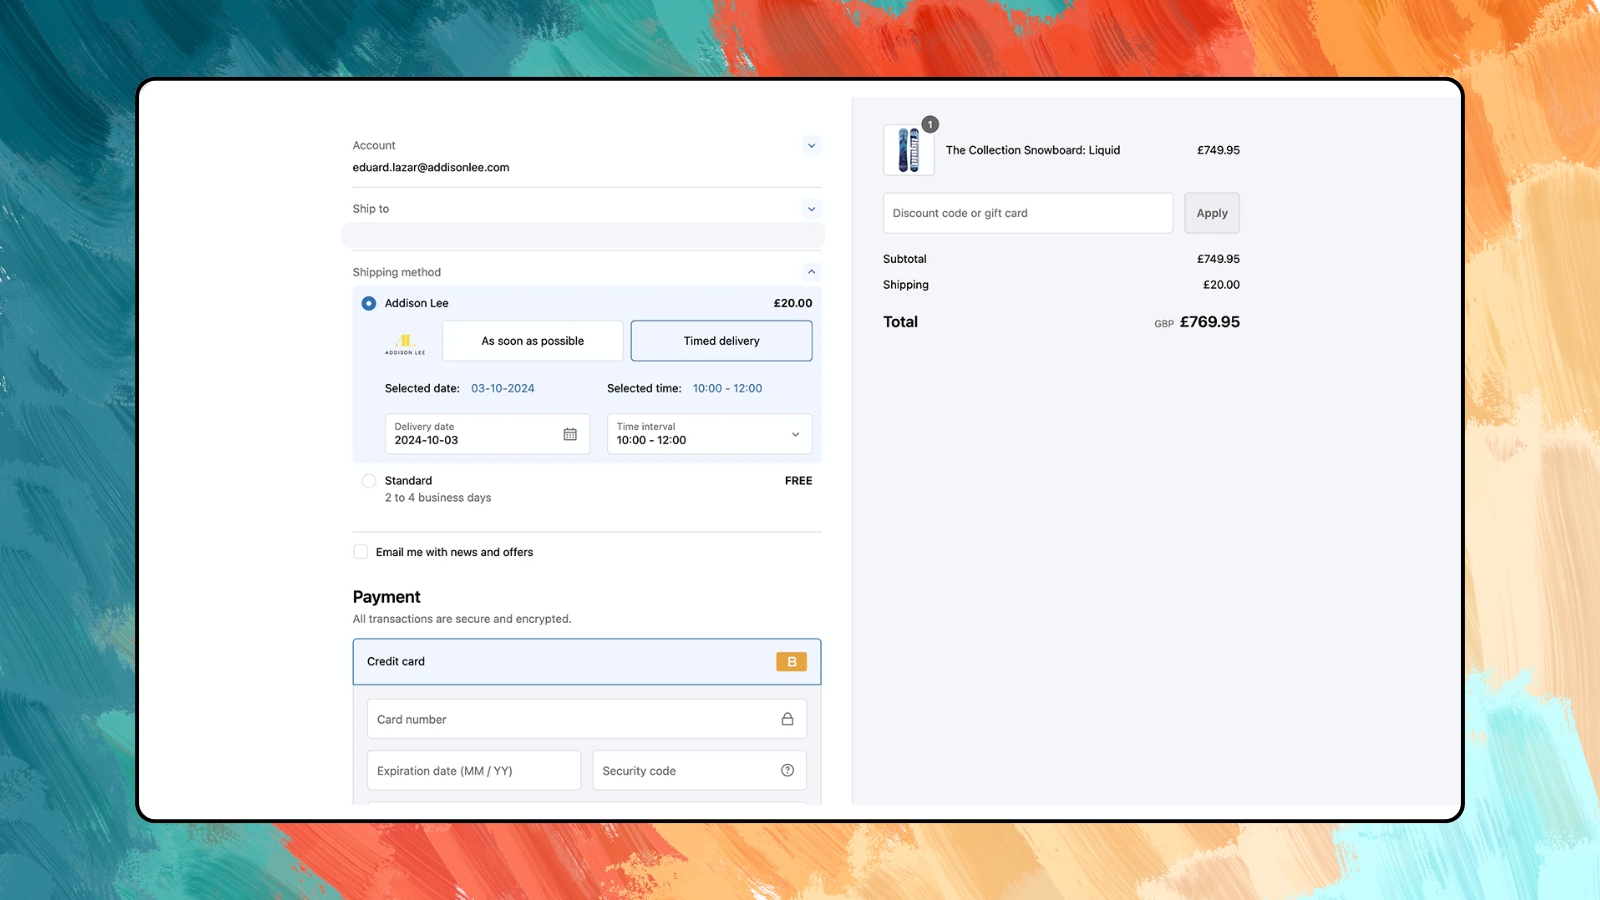 Account
eduard.lazar@addisonlee.com
Ship to
Shipping method
Addison Lee £20.00
ADDISON LEE
As soon as possible
Timed delivery
Selected date: 03-10-2024
Selected time: 10:00 - 12:00
Delivery date
2024-10-03
Time interval
10:00 - 12:00
Standard FREE
2 to 4 business days
Email me with news and offers
Payment
All transactions are secure and encrypted.
Credit card B
Card number
Expiration date (MM / YY)
Security code
1
The Collection Snowboard: Liquid £749.95
Discount code or gift card
Apply
Subtotal £749.95
Shipping £20.00
Total GBP £769.95